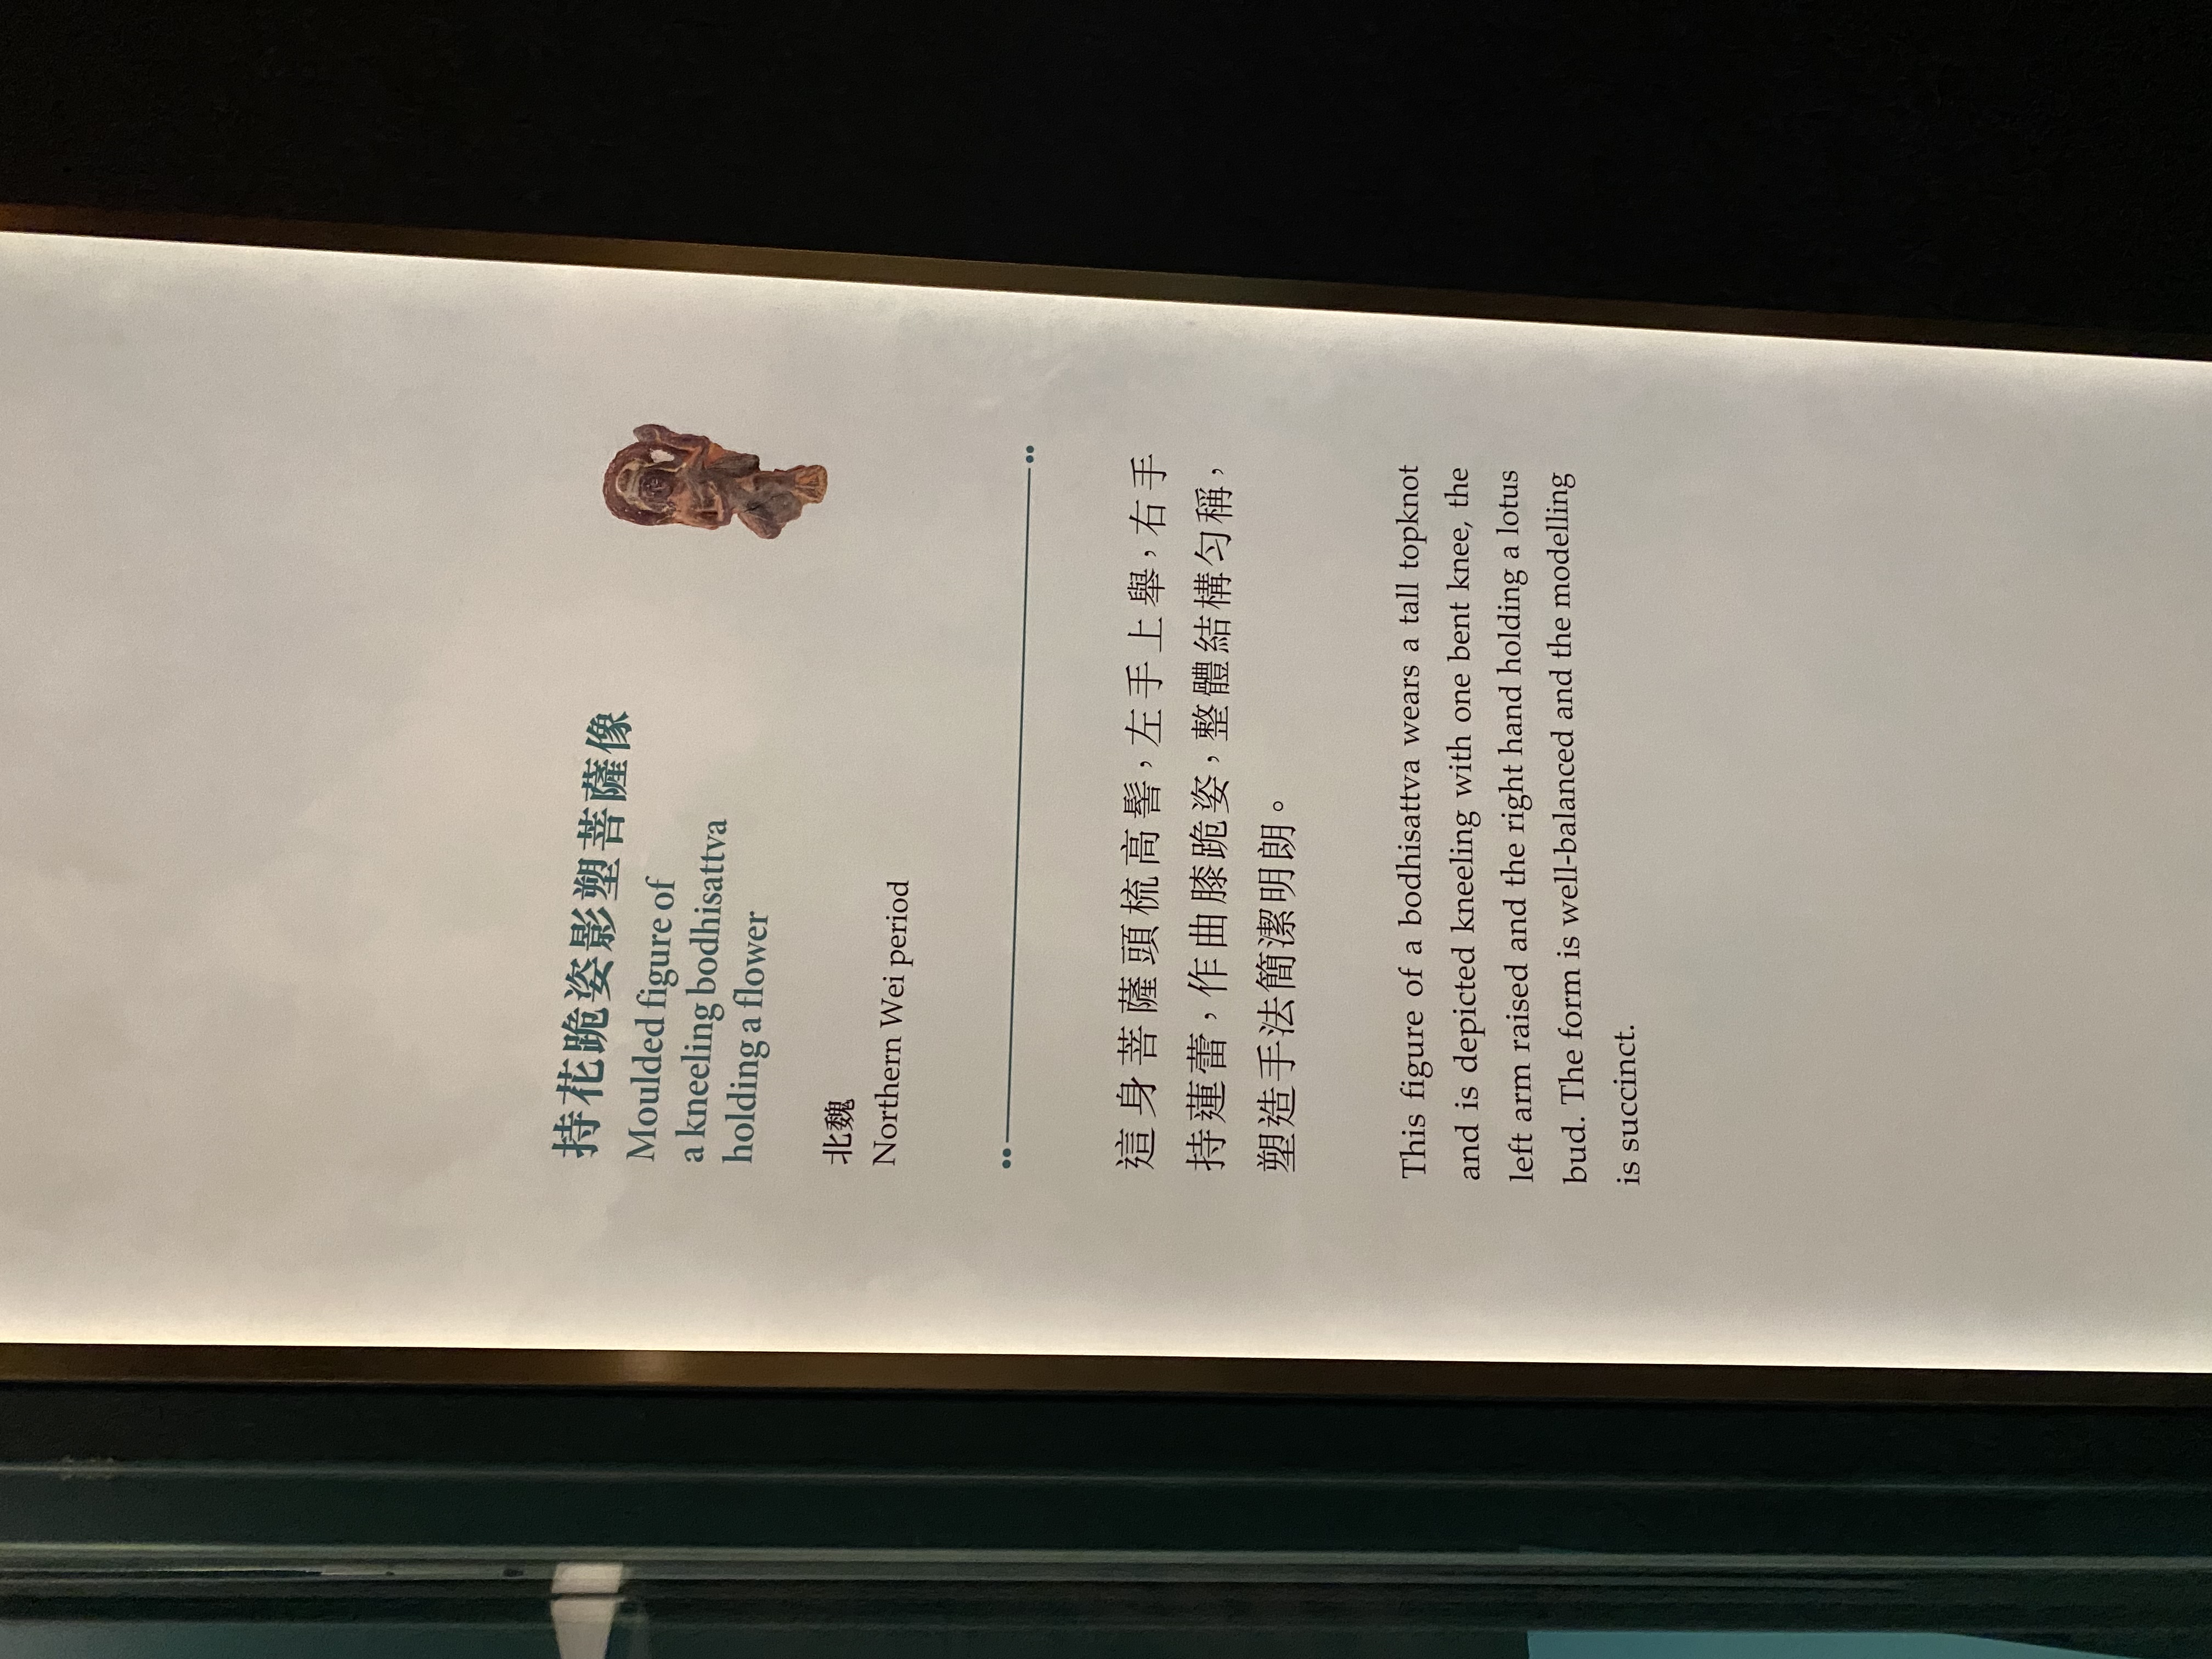 持花跪姿影塑菩薩像
Moulded figure of
a kneeling bodhisattva
holding a flower
北魏
Northern Wei period
這身菩薩頭梳高髻，左手上舉，右手
持蓮蕾，作曲膝跪姿，整體結構勻稱，
塑造手法簡潔明朗。
This figure of a bodhisattva wears a tall topknot
and is depicted kneeling with one bent knee, the
left arm raised and the right hand holding a lotus
bud. The form is well-balanced and the modelling
is succinct.